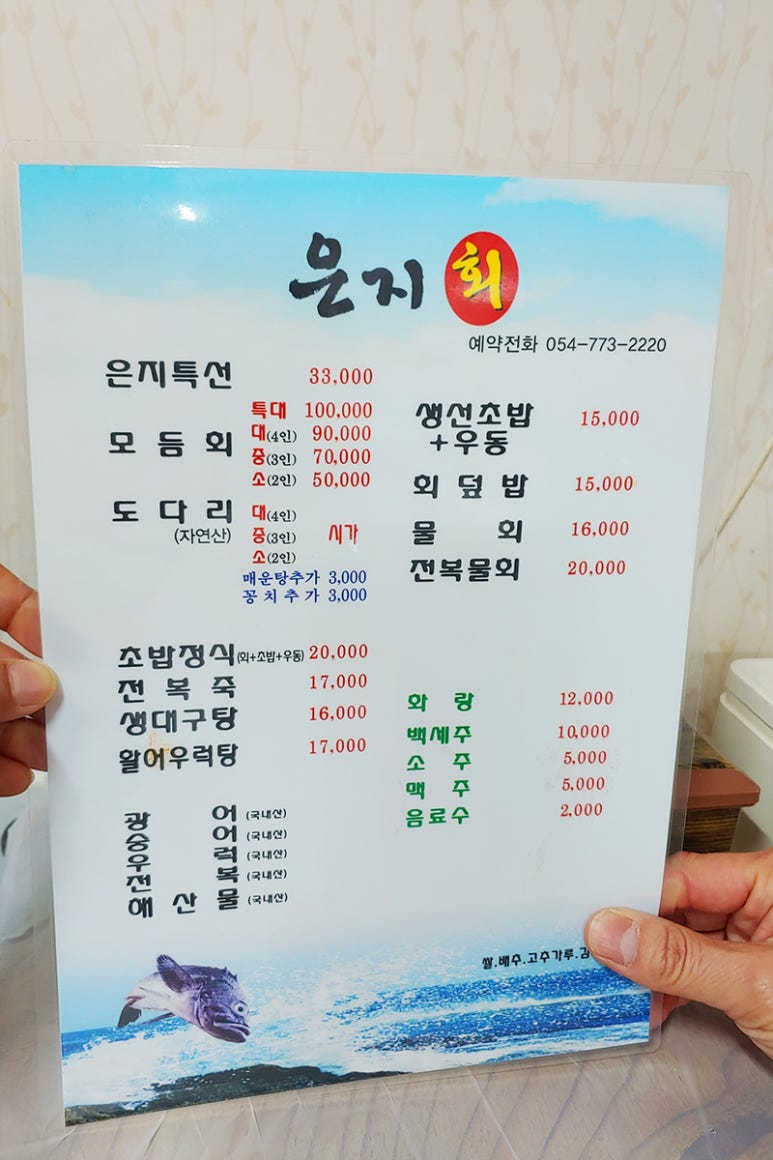 은지 회
예약전화 054-773-2220
은지특선 33,000
모듬회 특대 100,000
대(4인) 90,000
중(3인) 70,000
소(2인) 50,000
도다리 (자연산) 시가
대(4인)
중(3인)
소(2인)
매운탕추가 3,000
꽁치추가 3,000
초밥정식(회+초밥+우동) 20,000
전복죽 17,000
생대구탕 16,000
활어우럭탕 17,000
광어 (국내산)
숭어 (국내산)
우럭 (국내산)
전복 (국내산)
해산물 (국내산)
생선초밥 15,000
+우동
회덮밥 15,000
물회 16,000
전복물회 20,000
화랑 12,000
백세주 10,000
소주 5,000
맥주 5,000
음료수 2,000
쌀.배추.고추가루.